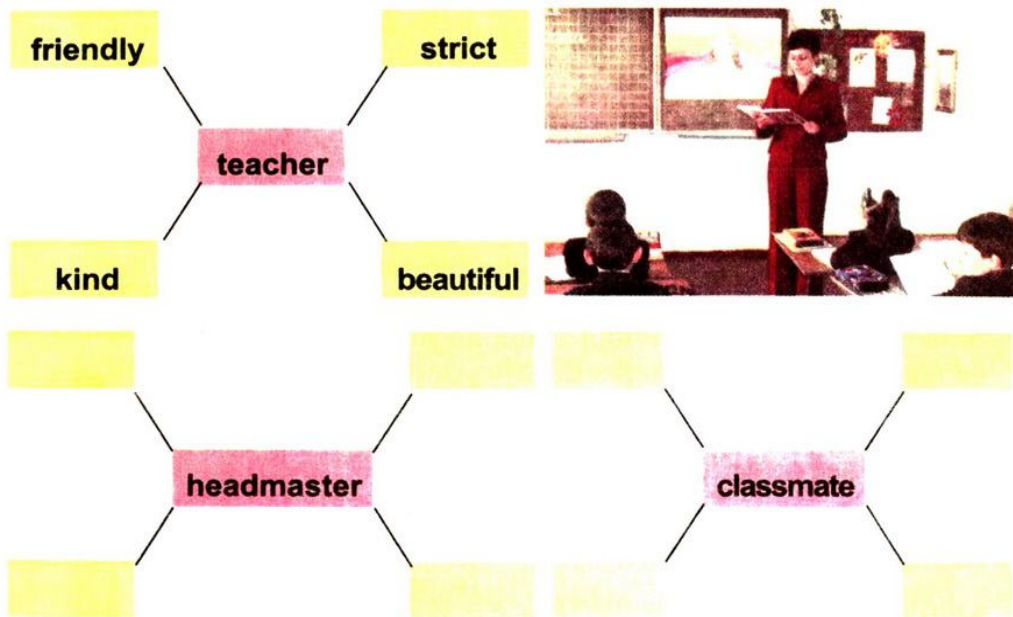 friendly
strict
teacher
kind
beautiful
headmaster
classmate